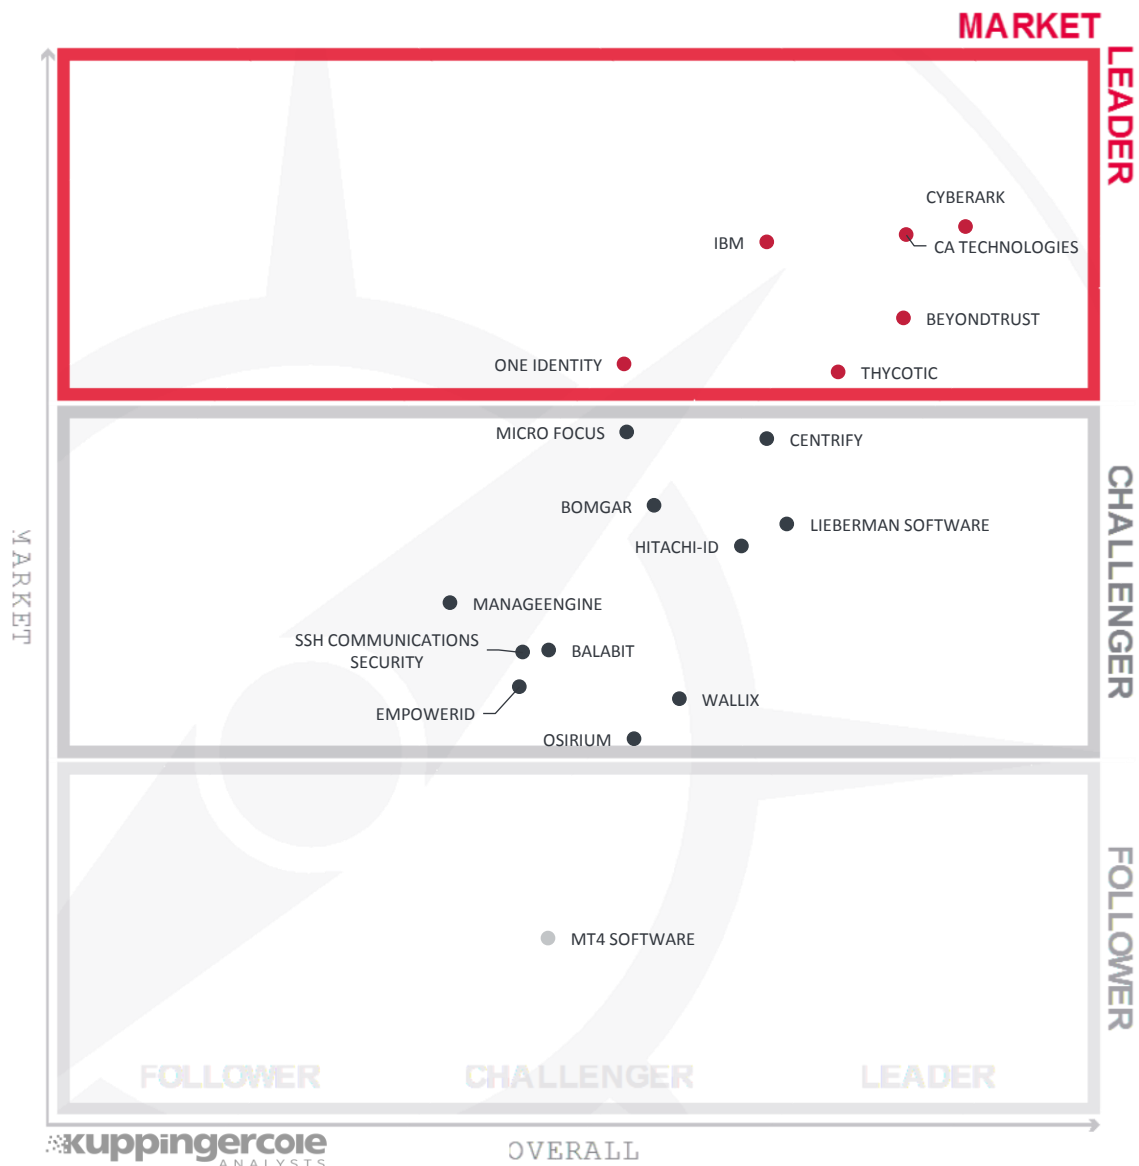 MARKET
LEADER
CYBERARK
IBM
CA TECHNOLOGIES
BEYONDTRUST
ONE IDENTITY
THYCOTIC
MICRO FOCUS
CENTRIFY
CHALLENGER
BOMGAR
LIEBERMAN SOFTWARE
HITACHI-ID
MARKET
MANAGEENGINE
SSH COMMUNICATIONS
SECURITY
BALABIT
EMPOWERID
WALLIX
OSIRIUM
FOLLOWER
MT4 SOFTWARE
FOLLOWER
CHALLENGER
LEADER
kuppingercole
ANALYSTS
OVERALL